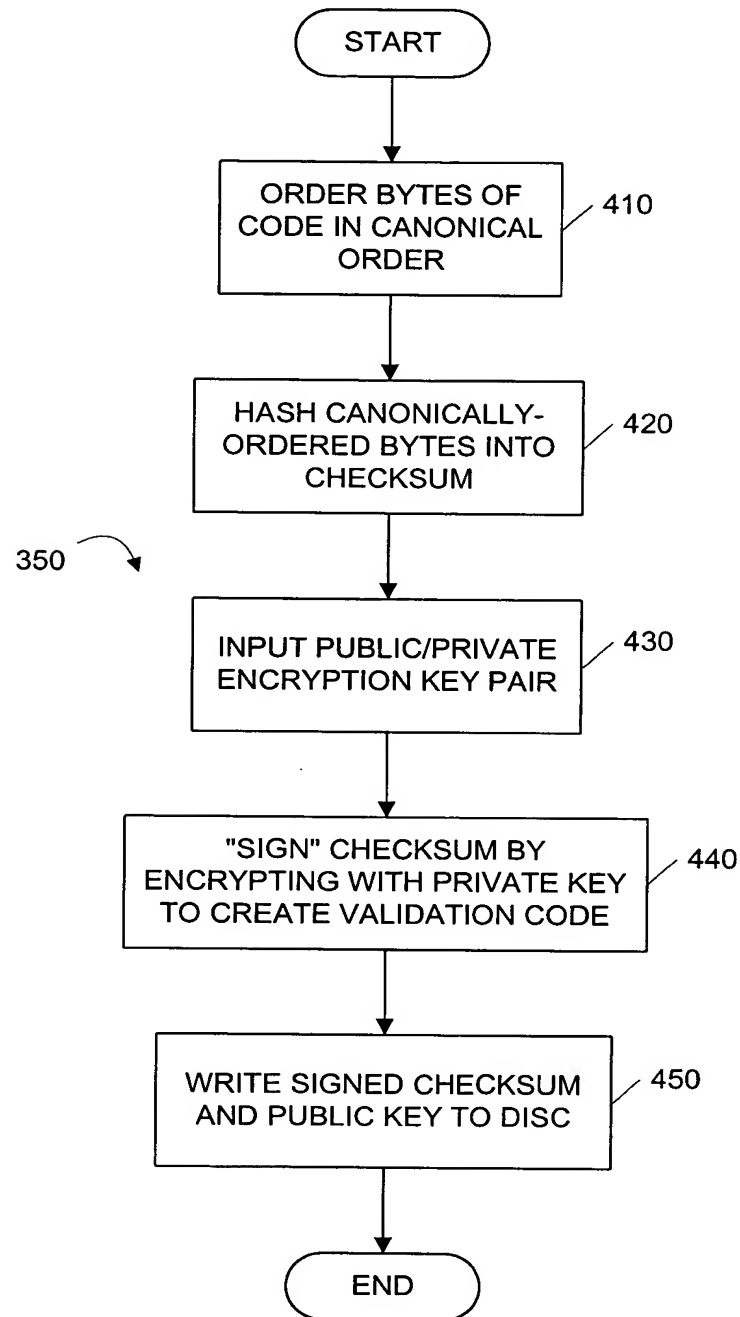 START
ORDER BYTES OF
CODE IN CANONICAL
ORDER
410
HASH CANONICALLY-
ORDERED BYTES INTO
CHECKSUM
420
350
INPUT PUBLIC/PRIVATE
ENCRYPTION KEY PAIR
430
"SIGN" CHECKSUM BY
ENCRYPTING WITH PRIVATE KEY
TO CREATE VALIDATION CODE
440
WRITE SIGNED CHECKSUM
AND PUBLIC KEY TO DISC
450
END